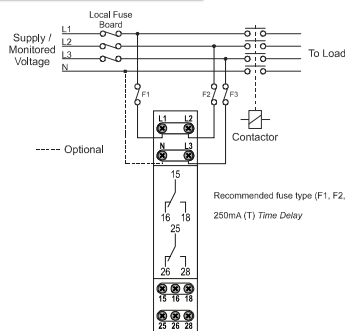 Local Fuse
Board
Supply /
Monitored
Voltage
L1
L2
L3
N
To Load
F1
F2
F3
Contactor
L1 L2
N L3
Optional
15
16 18
25
26 28
Recommended fuse type (F1, F2,
250mA (T) Time Delay
15 16 18
25 26 28